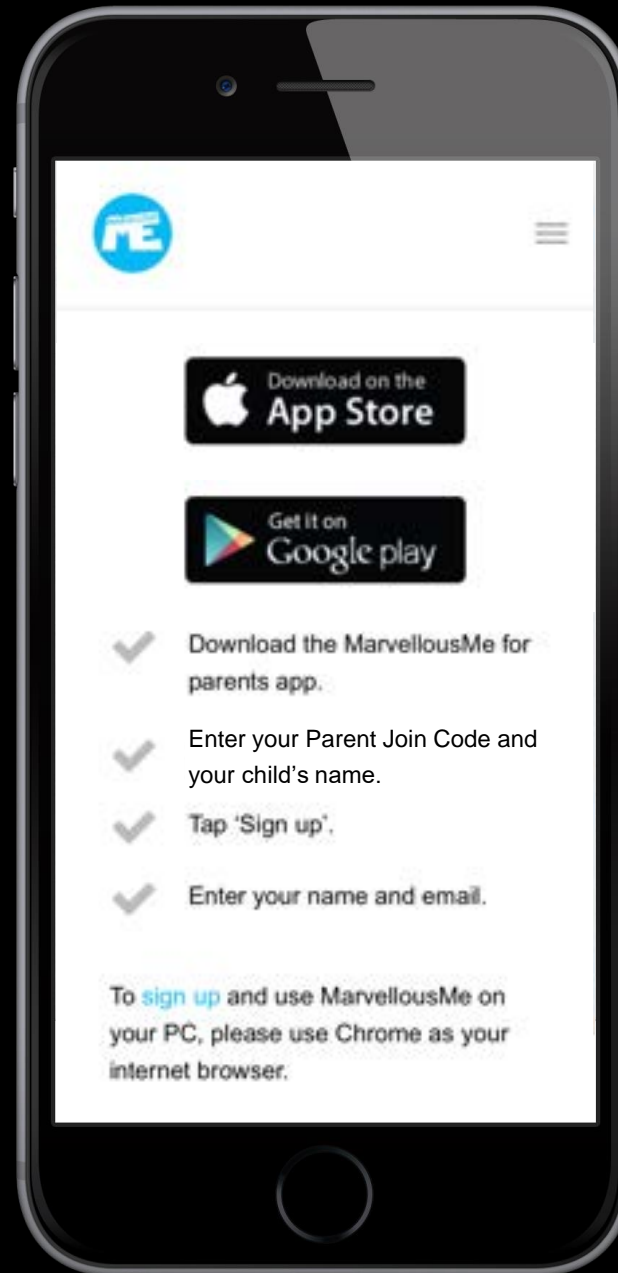 ME
Download on the
App Store
Get it on
Google play
Download the MarvellousMe for
parents app.
Enter your Parent Join Code and
your child's name.
Tap 'Sign up'.
Enter your name and email.
To sign up and use MarvellousMe on
your PC, please use Chrome as your
internet browser.